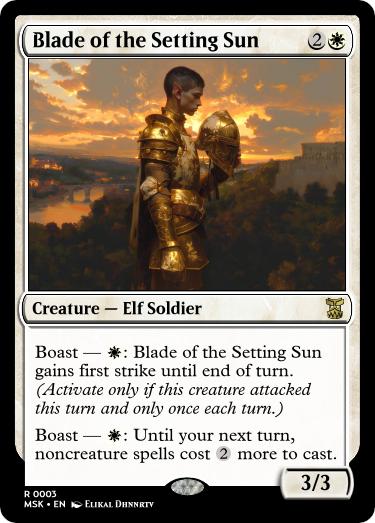 Blade of the Setting Sun 2
Creature — Elf Soldier
Boast — : Blade of the Setting Sun
gains first strike until end of turn.
(Activate only if this creature attacked
this turn and only once each turn.)
Boast — : Until your next turn,
noncreature spells cost 2 more to cast.
3/3
R 0003
MSK • EN Elikal Dhnnrtv